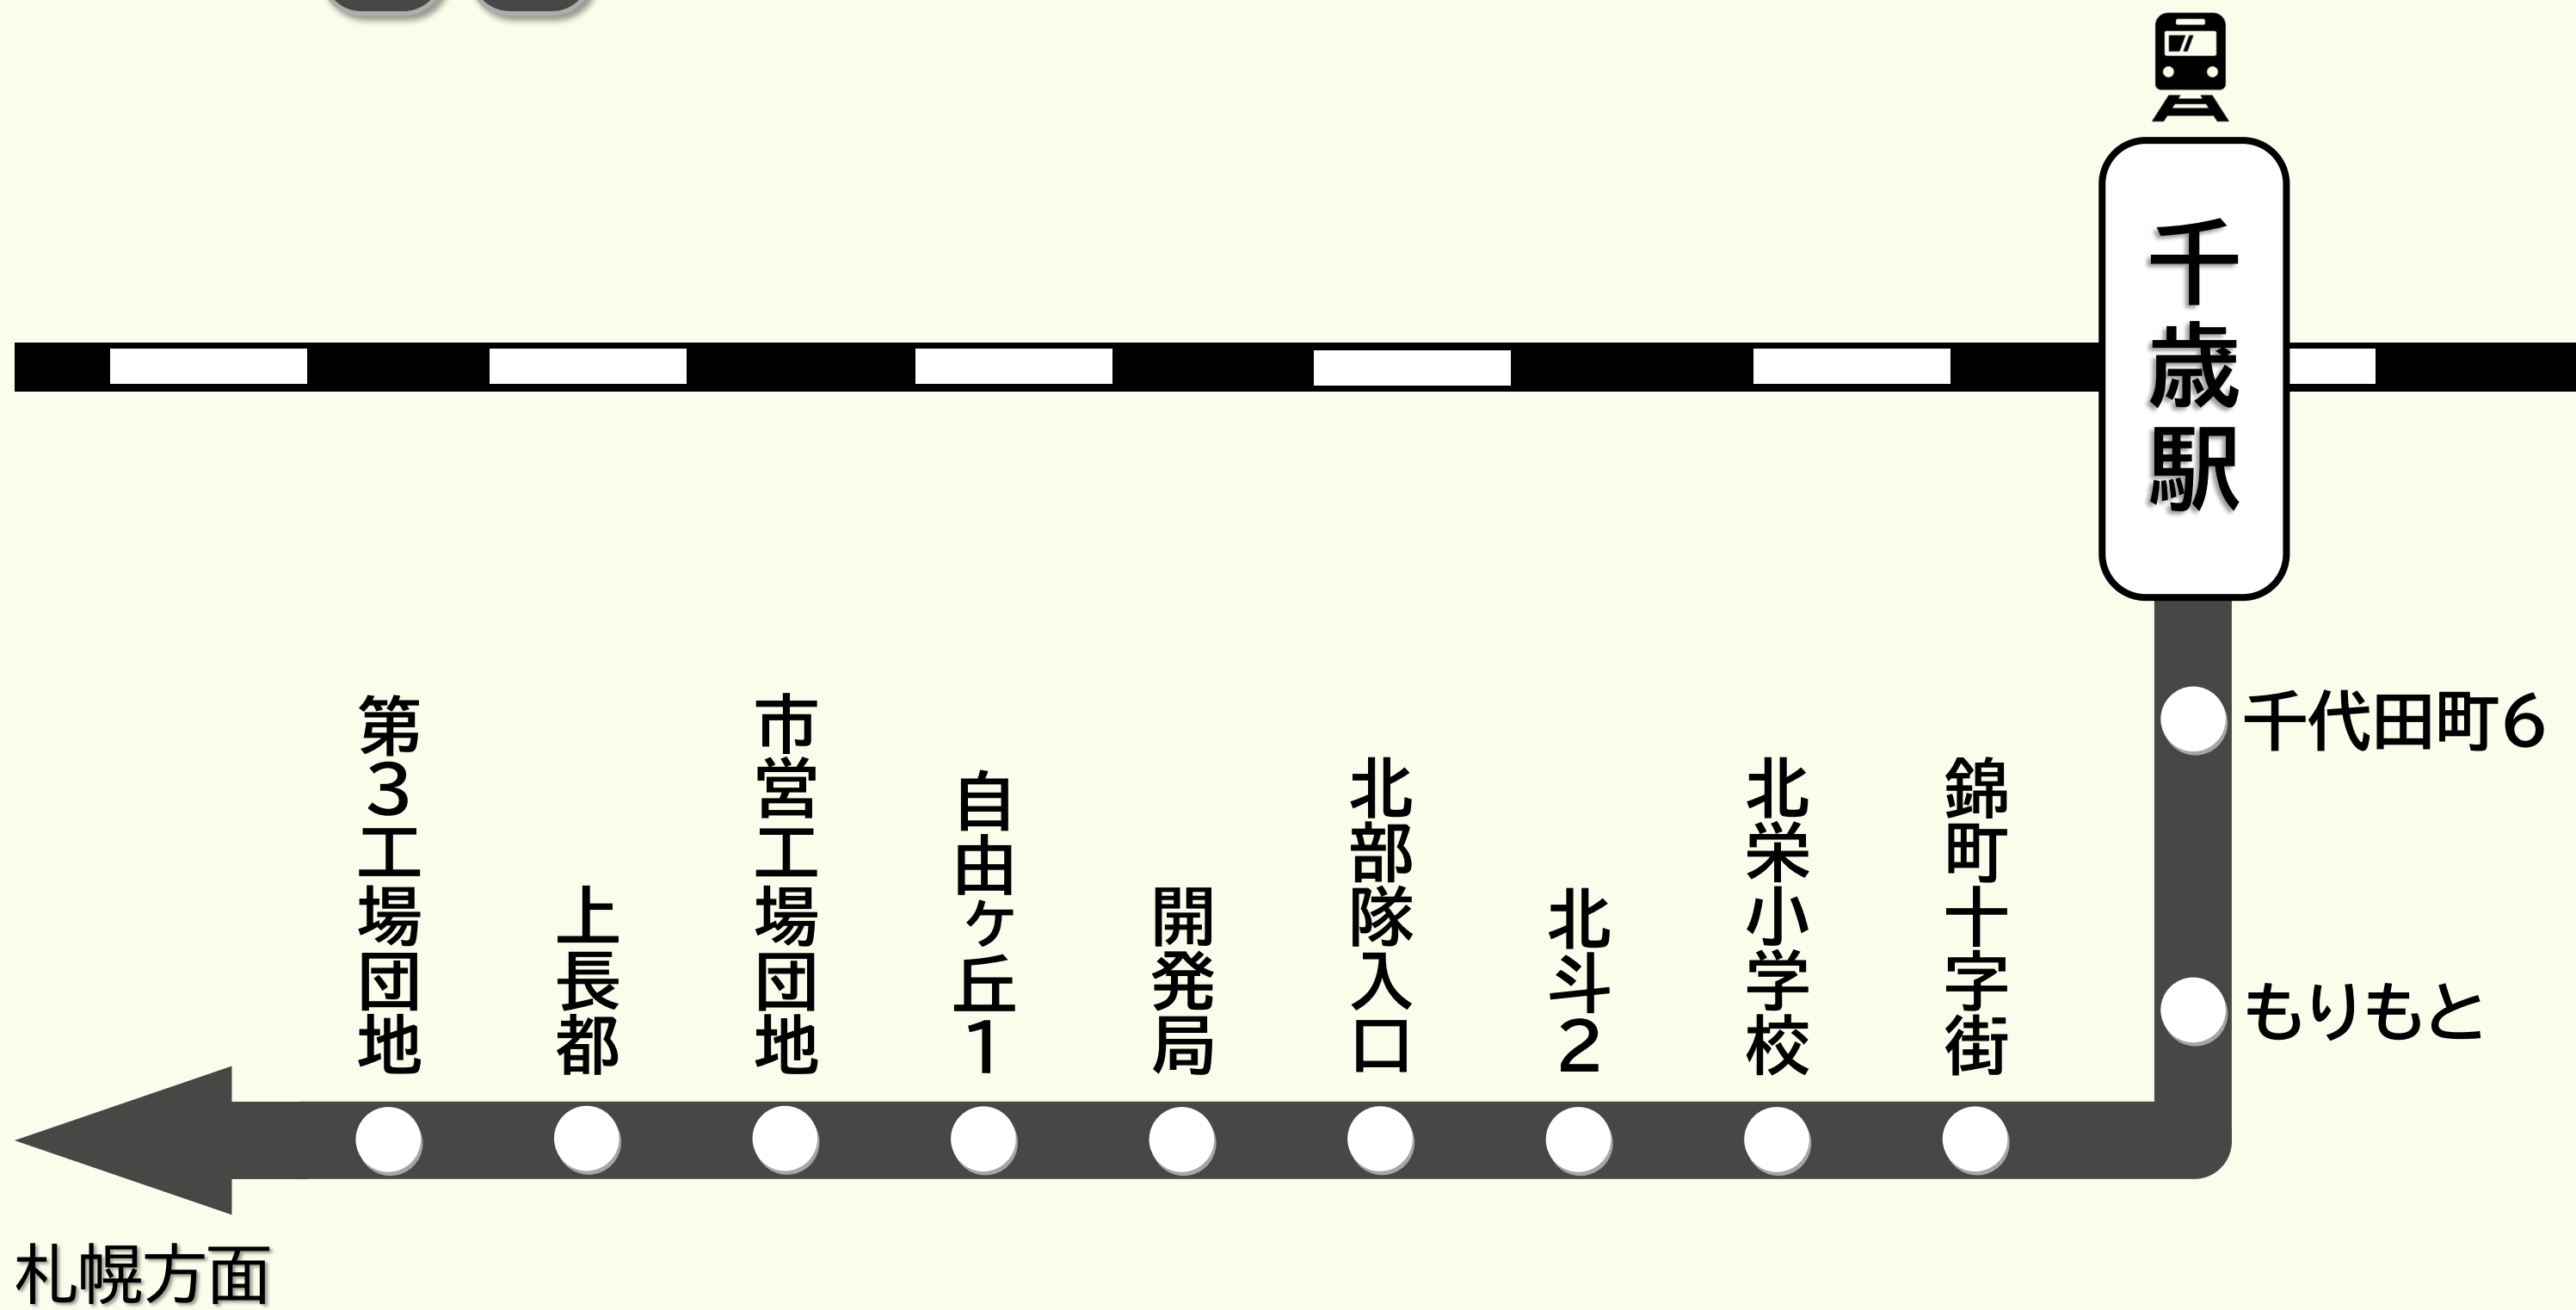 千歳駅
千代田町6
もりもと
錦町十字街
北栄小学校
北斗2
北部隊入口
開発局
自由ヶ丘1
市営工場団地
上長都
第3工場団地
札幌方面